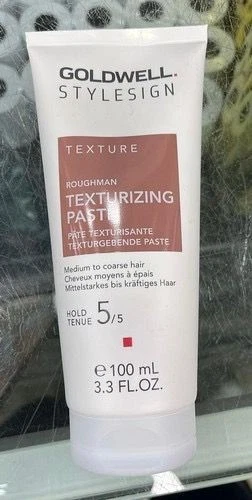 GOLDWELL.
STYLESIGN
TEXTURE
ROUGHMAN
TEXTURIZING
PASTE
PÂTE TEXTURISANTE
TEXTURGEBENDE PASTE
Medium to coarse hair
Cheveux moyens à épais
Mittelstarkes bis kräftiges Haar
HOLD
TENUE 5/5
e 100 mL
3.3 FL.OZ.